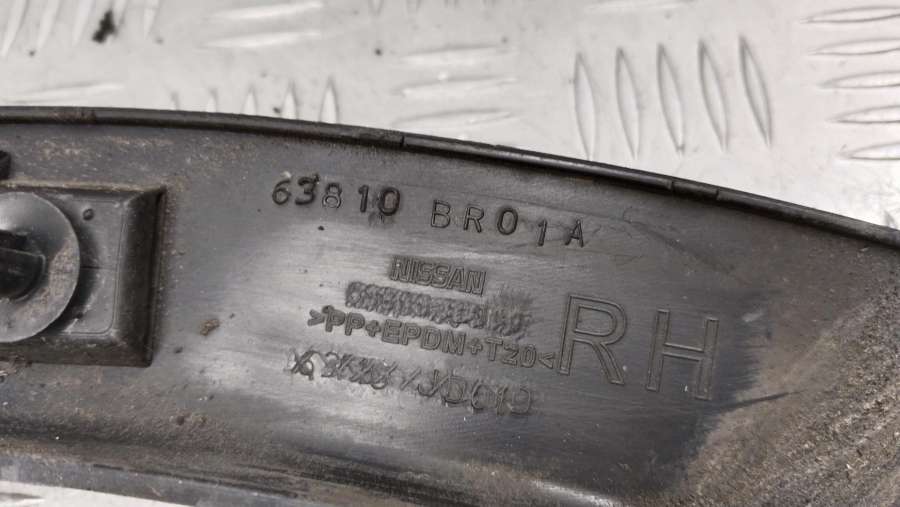 63810 BR01A
NISSAN
>PP+EPDM+T20<
RH